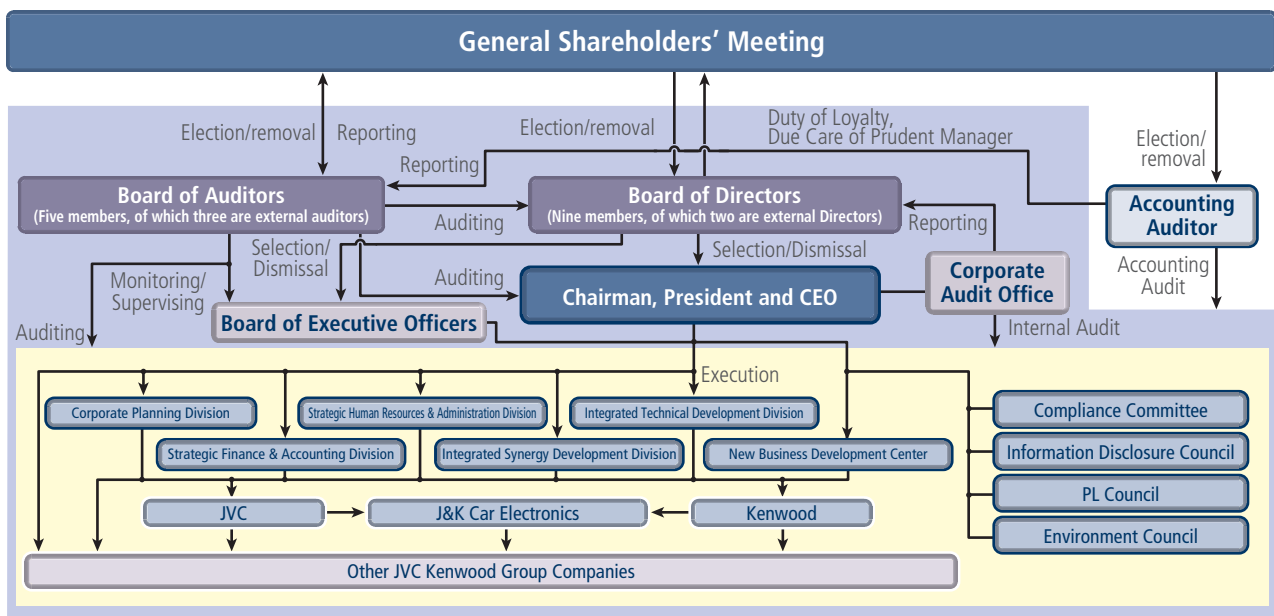 General Shareholders' Meeting
Election/removal
Reporting
Election/removal
Duty of Loyalty,
Due Care of Prudent Manager
Election/
removal
Reporting
Board of Auditors
(Five members, of which three are external auditors)
Auditing
Board of Directors
(Nine members, of which two are external Directors)
Reporting
Accounting
Auditor
Monitoring/
Supervising
Selection/
Dismissal
Auditing
Selection/Dismissal
Chairman, President and CEO
Corporate
Audit Office
Accounting
Audit
Auditing
Board of Executive Officers
Internal Audit
Execution
Corporate Planning Division
Strategic Human Resources & Administration Division
Integrated Technical Development Division
Compliance Committee
Strategic Finance & Accounting Division
Integrated Synergy Development Division
New Business Development Center
Information Disclosure Council
PL Council
JVC
J&K Car Electronics
Kenwood
Environment Council
Other JVC Kenwood Group Companies